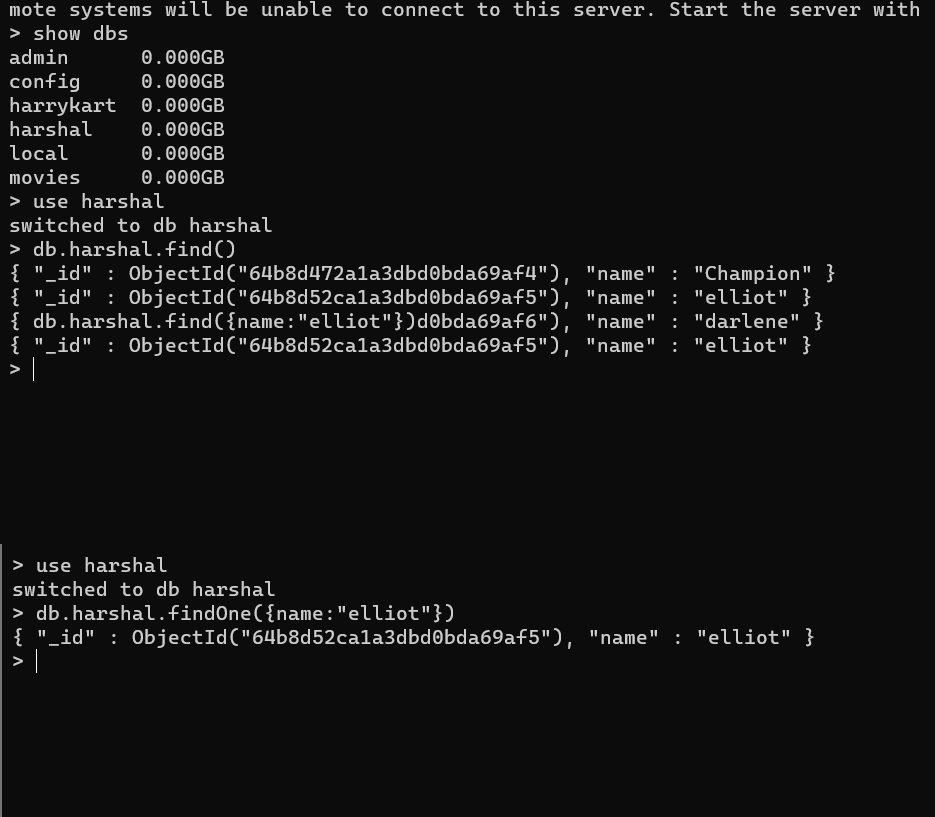 mote systems will be unable to connect to this server. Start the server with
> show dbs
admin      0.000GB
config     0.000GB
harrykart  0.000GB
harshal    0.000GB
local      0.000GB
movies     0.000GB
> use harshal
switched to db harshal
> db.harshal.find()
{ "_id" : ObjectId("64b8d472a1a3dbd0bda69af4"), "name" : "Champion" }
{ "_id" : ObjectId("64b8d52ca1a3dbd0bda69af5"), "name" : "elliot" }
{ db.harshal.find({name:"elliot"})d0bda69af6"), "name" : "darlene" }
{ "_id" : ObjectId("64b8d52ca1a3dbd0bda69af5"), "name" : "elliot" }
>
> use harshal
switched to db harshal
> db.harshal.findOne({name:"elliot"})
{ "_id" : ObjectId("64b8d52ca1a3dbd0bda69af5"), "name" : "elliot" }
>